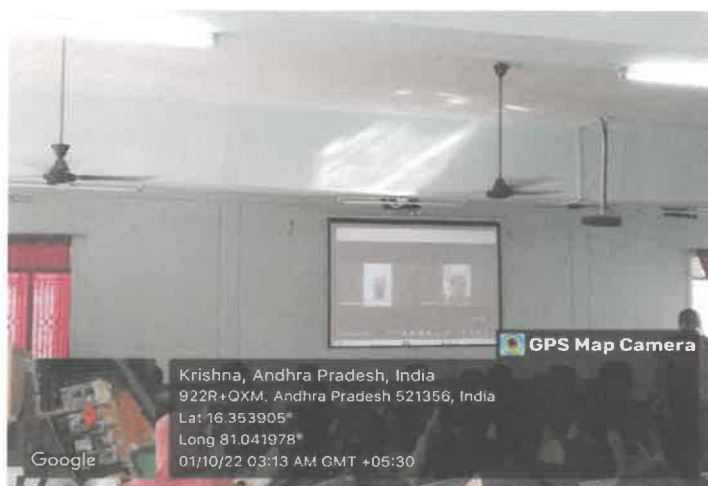 GPS Map Camera
Krishna, Andhra Pradesh, India
922R+QXM, Andhra Pradesh 521356, India
Lat 16.353905°
Long 81.041978°
01/10/22 03:13 AM GMT +05:30
Google